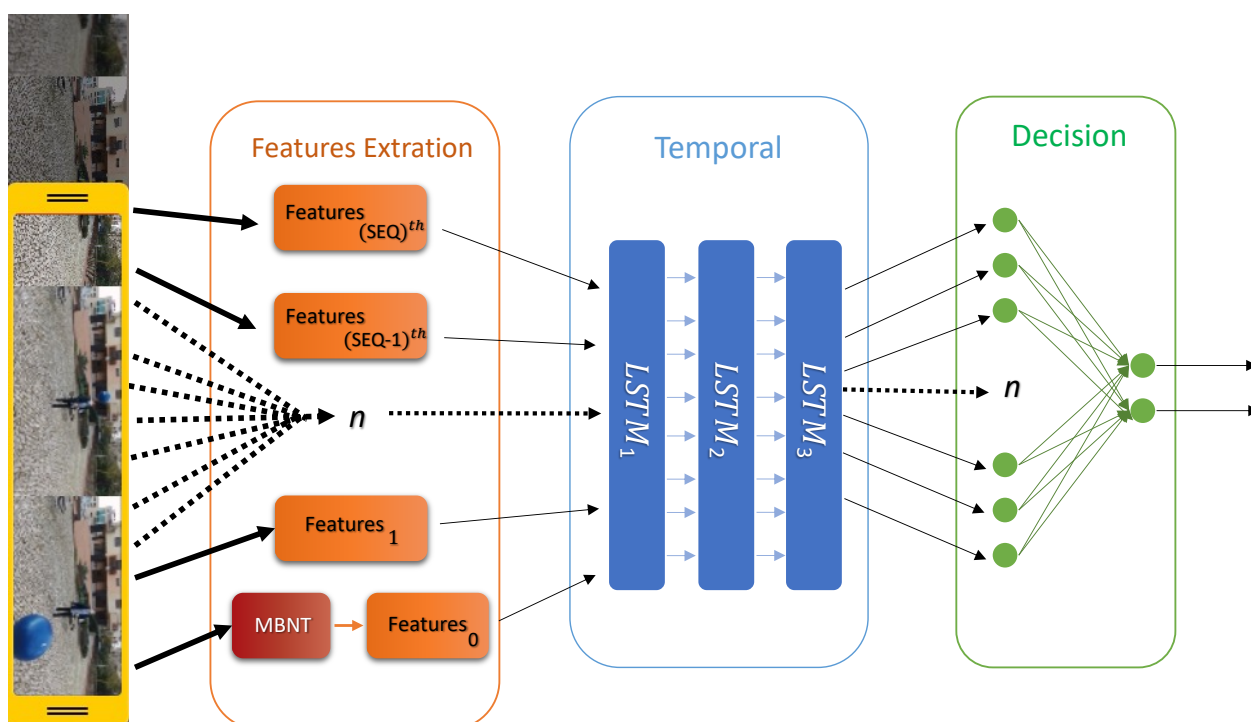 Features Extration
Temporal
Decision
Features
(SEQ)th
Features
(SEQ-1)th
n
n
Features 1
MBNT
Features 0
LSTM1
LSTM2
LSTM3